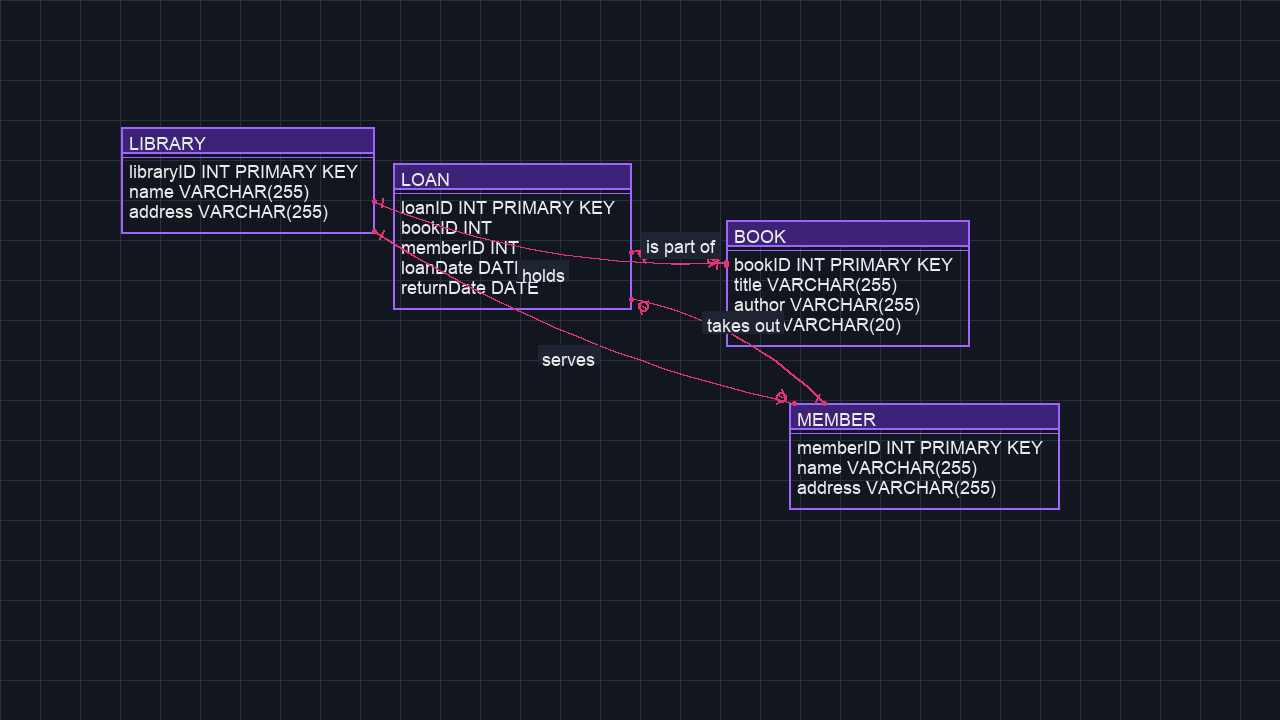 LIBRARY
libraryID INT PRIMARY KEY
name VARCHAR(255)
address VARCHAR(255)
LOAN
loanID INT PRIMARY KEY
bookID INT
memberID INT
loanDate DATE
returnDate DATE
is part of
holds
BOOK
bookID INT PRIMARY KEY
title VARCHAR(255)
author VARCHAR(255)
VARCHAR(20)
takes out
serves
MEMBER
memberID INT PRIMARY KEY
name VARCHAR(255)
address VARCHAR(255)